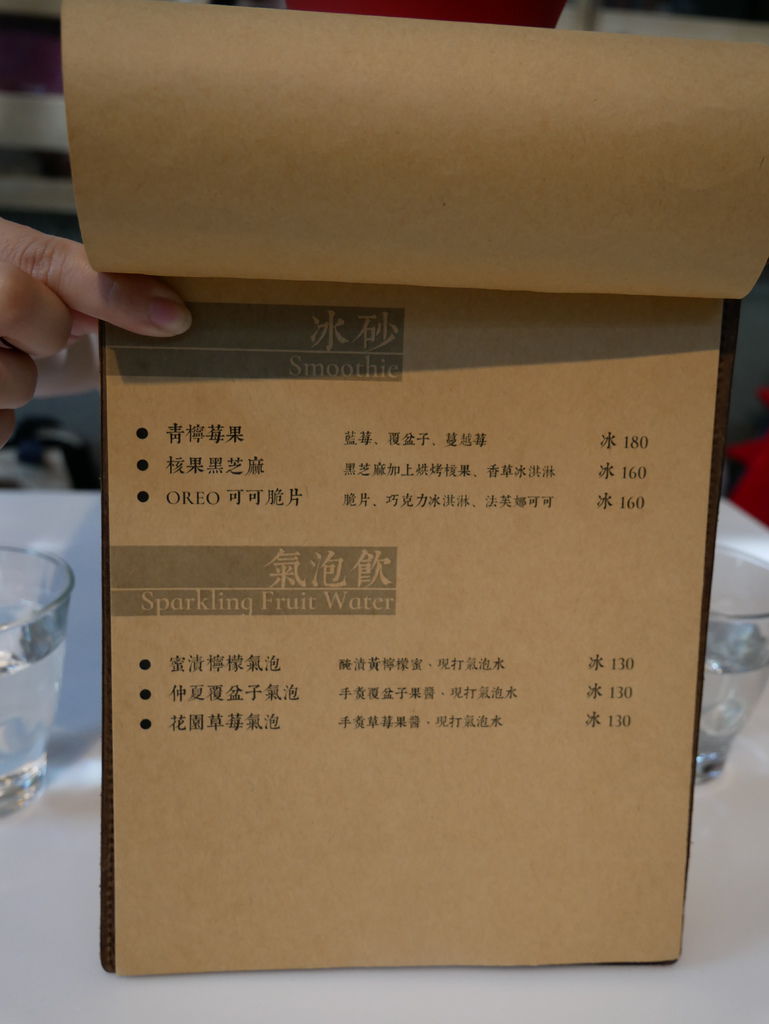 冰砂
Smoothie
● 青檸莓果 藍莓、覆盆子、蔓越莓 冰 180
● 核果黑芝麻 黑芝麻加上烘烤核果、香草冰淇淋 冰 160
● OREO 可可脆片 脆片、巧克力冰淇淋、法芙娜可可 冰 160
氣泡飲
Sparkling Fruit Water
● 蜜漬檸檬氣泡 醃漬黃檸檬蜜、現打氣泡水 冰 130
● 仲夏覆盆子氣泡 手煮覆盆子果醬、現打氣泡水 冰 130
● 花園草莓氣泡 手煮草莓果醬、現打氣泡水 冰 130